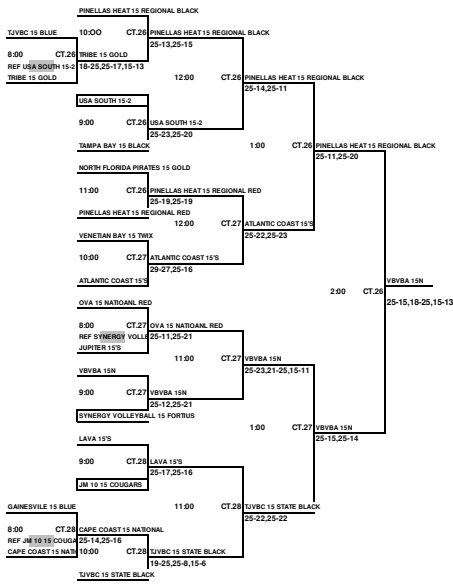 PINELLAS HEAT 15 REGIONAL BLACK
TJVBC 15 BLUE
10:OO CT.26 PINELLAS HEAT 15 REGIONAL BLACK
25-13,25-15
8:00 CT.26 TRIBE 15 GOLD
REF USA SOUTH 15-2 18-25,25-17,15-13
TRIBE 15 GOLD
12:00 CT.26 PINELLAS HEAT 15 REGIONAL BLACK
25-14,25-11
USA SOUTH 15-2
9:00 CT.26 USA SOUTH 15-2
25-23,25-20
TAMPA BAY 15 BLACK
1:00 CT.26 PINELLAS HEAT 15 REGIONAL BLACK
25-11,25-20
NORTH FLORIDA PIRATES 15 GOLD
11:00 CT.26 PINELLAS HEAT 15 REGIONAL RED
25-19,25-19
PINELLAS HEAT 15 REGIONAL RED
12:00 CT.27 ATLANTIC COAST 15'S
25-22,25-23
VENETIAN BAY 15 TWIX
10:00 CT.27 ATLANTIC COAST 15'S
29-27,25-16
ATLANTIC COAST 15'S
2:00 CT.26 VBVBA 15N
25-15,18-25,15-13
OVA 15 NATIOANL RED
8:00 CT.27 OVA 15 NATIOANL RED
REF SYNERGY VOLLE 25-11,25-21
JUPITER 15'S
11:00 CT.27 VBVBA 15N
25-23,21-25,15-11
VBVBA 15N
9:00 CT.27 VBVBA 15N
25-12,25-21
SYNERGY VOLLEYBALL 15 FORTIUS
1:00 CT.27 VBVBA 15N
25-15,25-14
LAVA 15'S
9:00 CT.28 LAVA 15'S
25-17,25-16
JM 10 15 COUGARS
11:00 CT.28 TJVBC 15 STATE BLACK
25-22,25-22
GAINESVILE 15 BLUE
8:00 CT.28 CAPE COAST 15 NATIONAL
REF JM 10 15 COUGA 25-14,25-16
CAPE COAST 15 NATI 10:00 CT.28 TJVBC 15 STATE BLACK
19-25,25-8,15-6
TJVBC 15 STATE BLACK